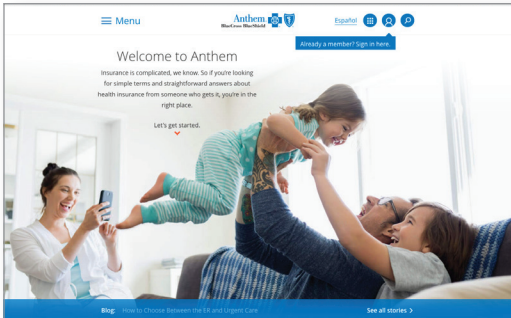 Menu
Anthem
BlueCross BlueShield
Español
Already a member? Sign in here.
Welcome to Anthem
Insurance is complicated, we know. So if you're looking
for simple terms and straightforward answers about
health insurance from someone who gets it, you're in the
right place.
Let's get started.
Blog: How to Choose Between the ER and Urgent Care
See all stories